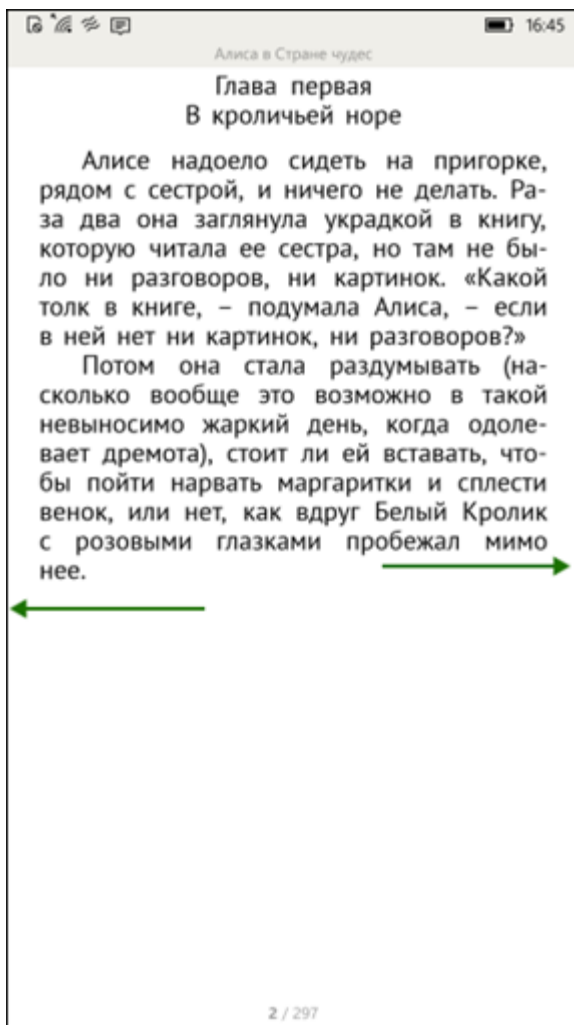 16:45
Алиса в Стране чудес
Глава первая
В кроличьей норе
Алисе надоело сидеть на пригорке,
рядом с сестрой, и ничего не делать. Ра-
за два она заглянула украдкой в книгу,
которую читала ее сестра, но там не бы-
ло ни разговоров, ни картинок. «Какой
толк в книге, – подумала Алиса, – если
в ней нет ни картинок, ни разговоров?»
Потом она стала раздумывать (на-
сколько вообще это возможно в такой
невыносимо жаркий день, когда одоле-
вает дремота), стоит ли ей вставать, что-
бы пойти нарвать маргаритки и сплести
венок, или нет, как вдруг Белый Кролик
с розовыми глазками пробежал мимо
нее.
2 / 297